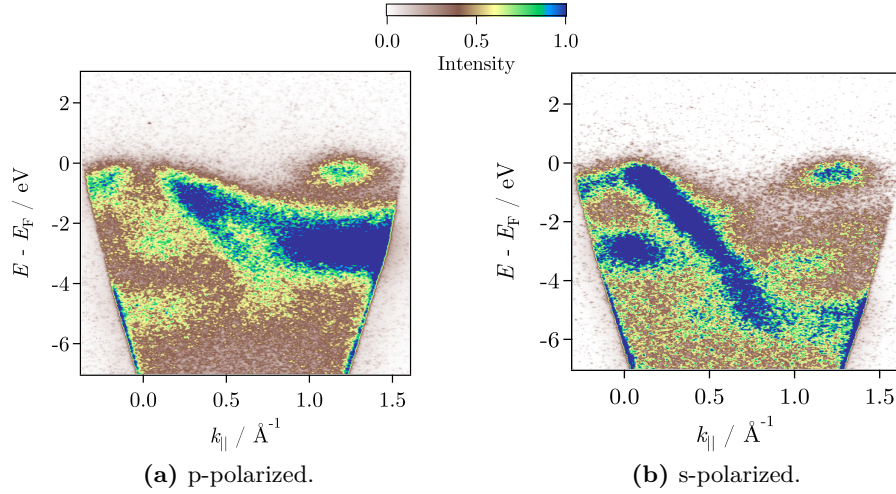 0.0 0.5 1.0
Intensity
2
0
-2
-4
-6
E - E_F / eV
0.0 0.5 1.0 1.5
k_|| / Å⁻¹
(a) p-polarized.
2
0
-2
-4
-6
E - E_F / eV
0.0 0.5 1.0 1.5
k_|| / Å⁻¹
(b) s-polarized.